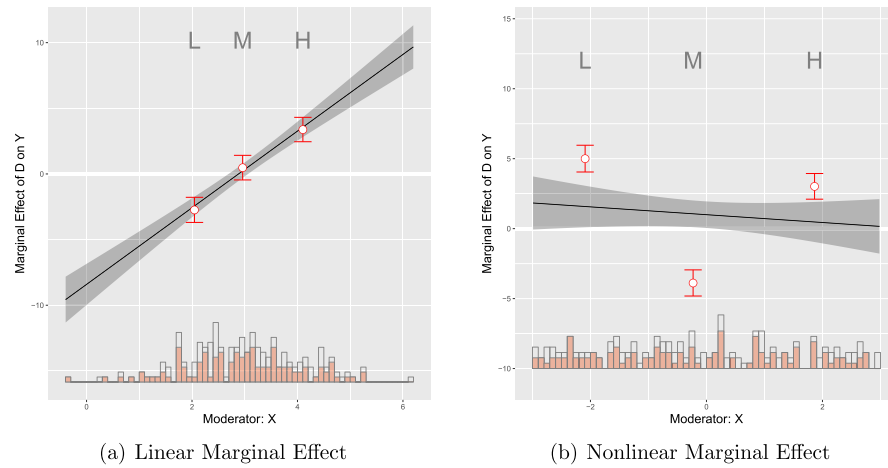 L M H
10
0
−10
0 2 4 6
Marginal Effect of D on Y
Moderator: X
(a) Linear Marginal Effect
L M H
15
10
5
0
−5
−10
−2 0 2
Marginal Effect of D on Y
Moderator: X
(b) Nonlinear Marginal Effect